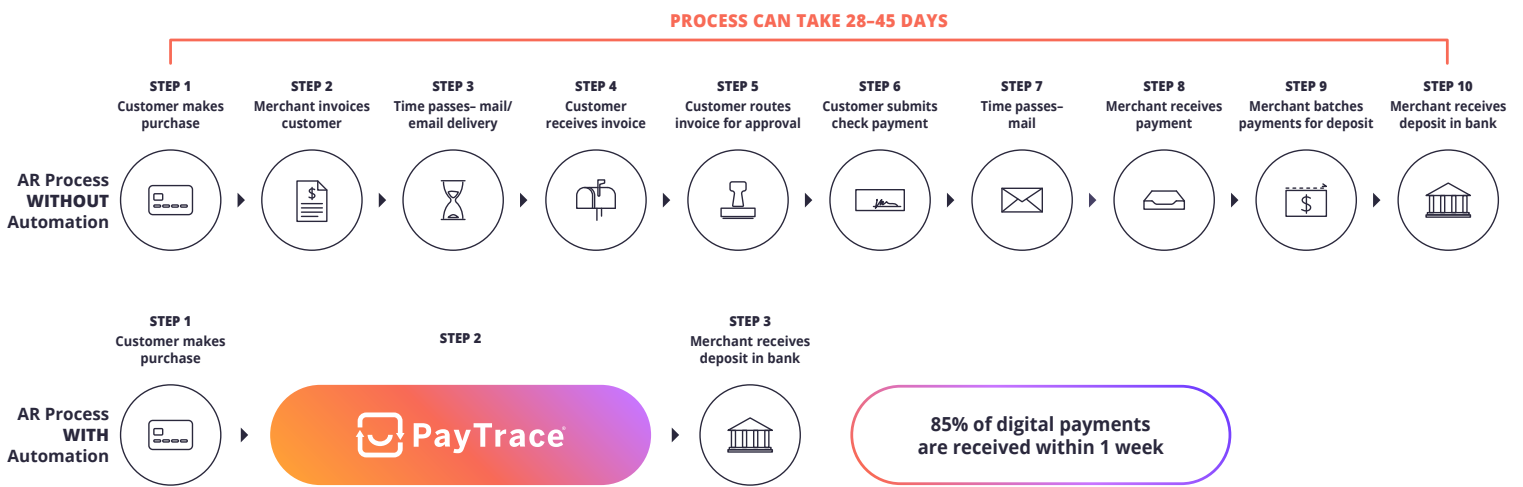 PROCESS CAN TAKE 28–45 DAYS
STEP 1
Customer makes
purchase
STEP 2
Merchant invoices
customer
STEP 3
Time passes– mail/
email delivery
STEP 4
Customer
receives invoice
STEP 5
Customer routes
invoice for approval
STEP 6
Customer submits
check payment
STEP 7
Time passes–
mail
STEP 8
Merchant receives
payment
STEP 9
Merchant batches
payments for deposit
STEP 10
Merchant receives
deposit in bank
AR Process
WITHOUT
Automation
$
$
STEP 1
Customer makes
purchase
STEP 2
STEP 3
Merchant receives
deposit in bank
AR Process
WITH
Automation
PayTrace
85% of digital payments
are received within 1 week